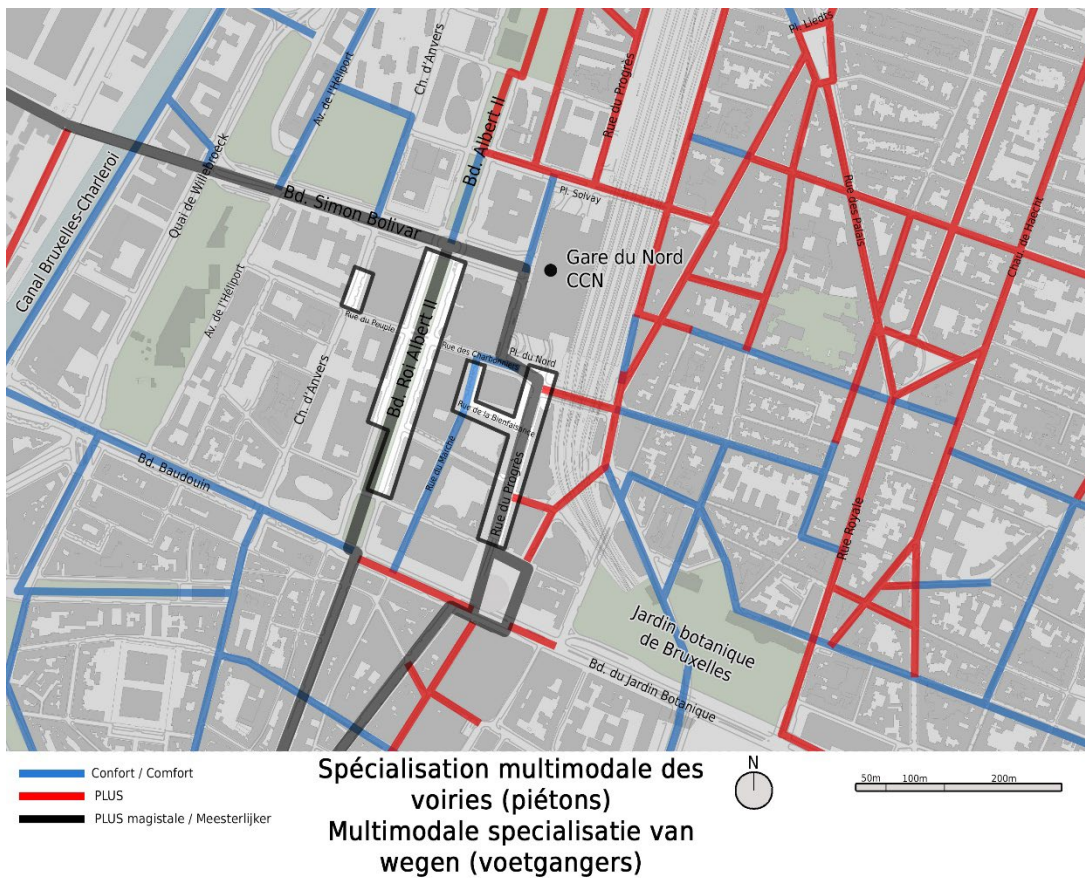 Pl. Liedts
Ch. d'Anvers
Av. de l'Héliport
Bd. Albert II
Rue du Progrès
Quai de Willebroeck
Canal Bruxelles-Charleroi
Bd. Simon Bolivar
Pl. Solvay
Rue des Palais
Chau. de Haecht
Gare du Nord
CCN
Av. de l'Héliport
Rue du Peuple
Bd. Roi Albert II
Rue des Charbonniers
Pl. du Nord
Ch. d'Anvers
Rue de la Bienfaisance
Rue du Marché
Rue du Progrès
Bd. Baudouin
Rue Royale
Jardin botanique
de Bruxelles
Bd. du Jardin Botanique
Confort / Comfort
PLUS
PLUS magistale / Meesterlijker
Spécialisation multimodale des
voiries (piétons)
Multimodale specialisatie van
wegen (voetgangers)
N
50m 100m 200m